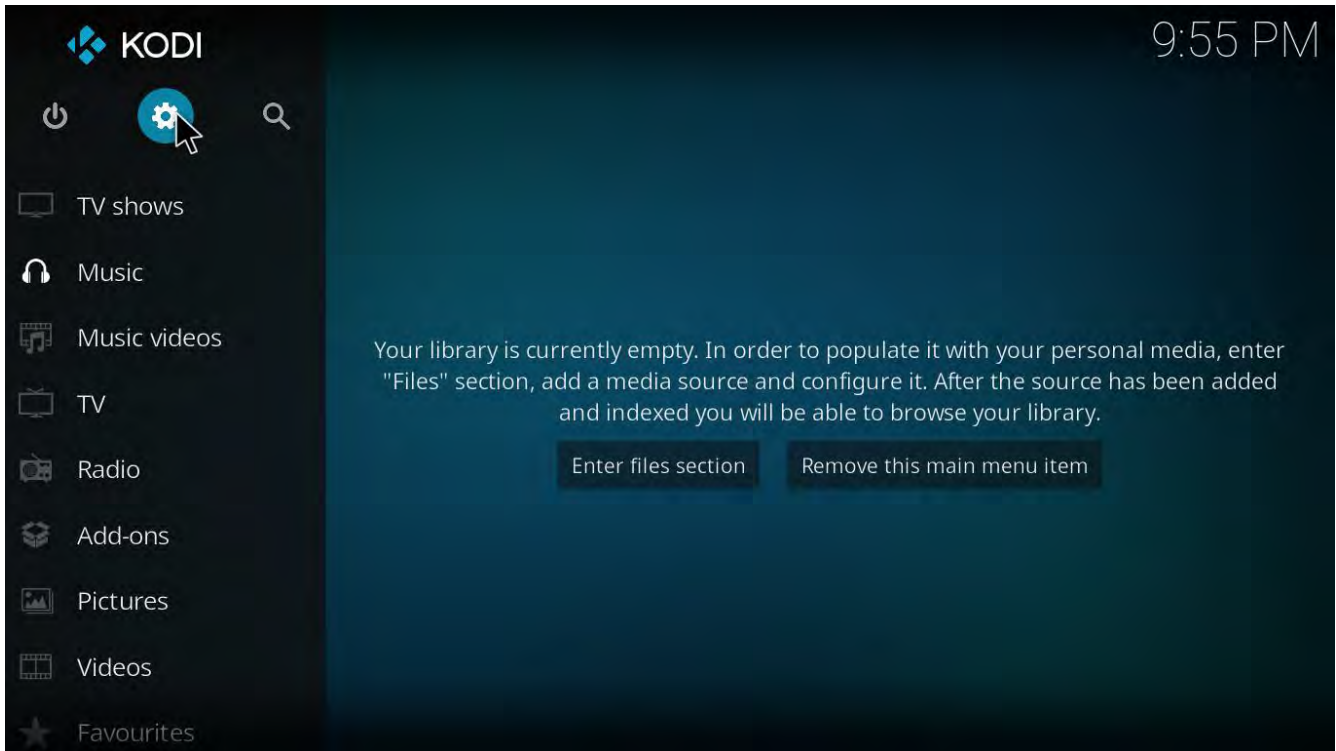 KODI
9:55 PM
TV shows
Music
Music videos
TV
Radio
Add-ons
Pictures
Videos
Favourites
Your library is currently empty. In order to populate it with your personal media, enter
"Files" section, add a media source and configure it. After the source has been added
and indexed you will be able to browse your library.
Enter files section
Remove this main menu item